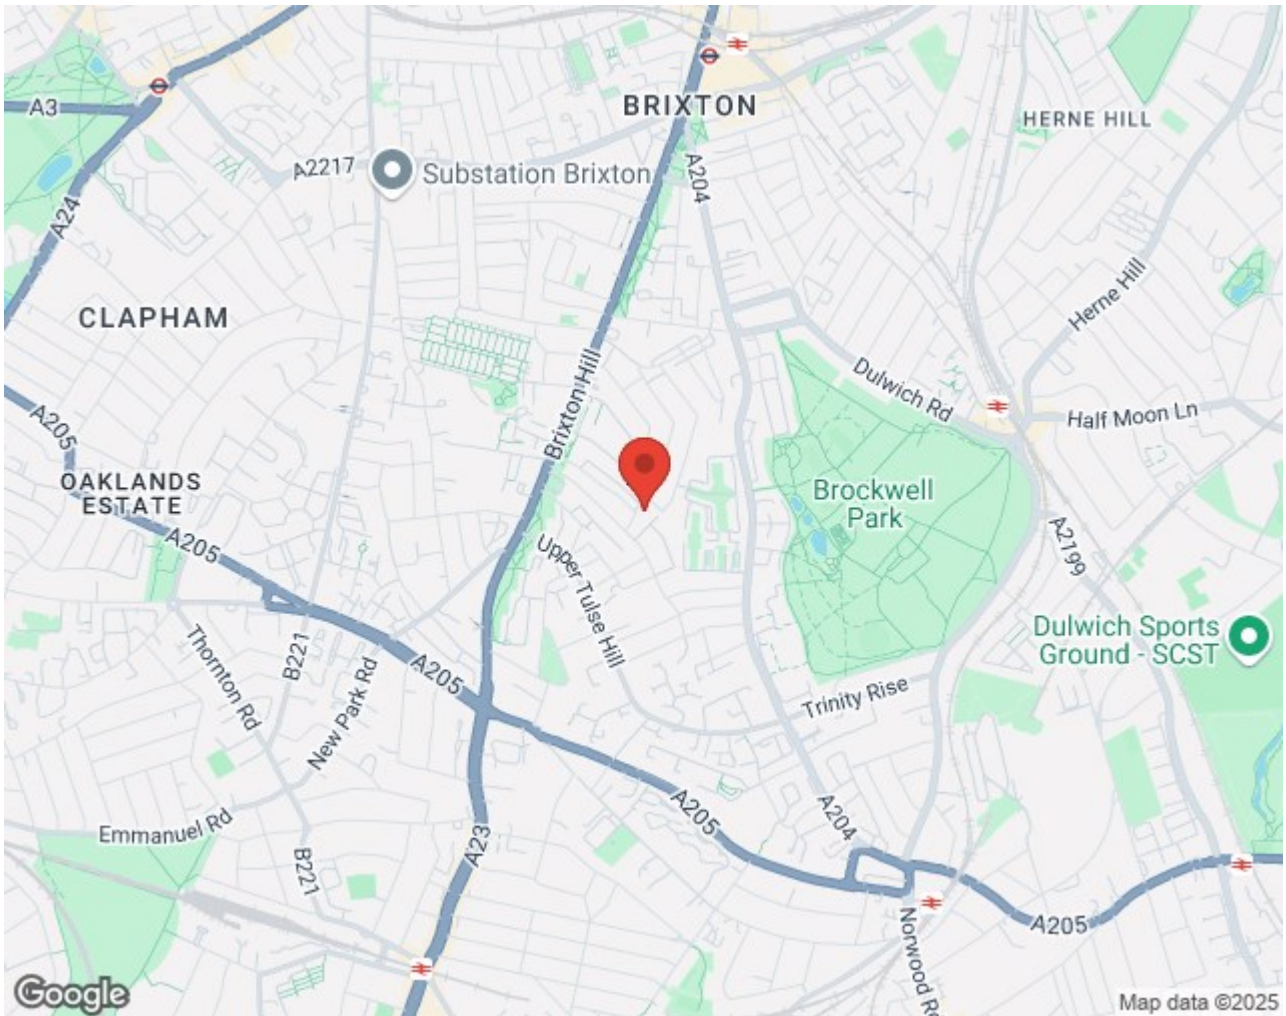 BRIXTON
A3
HERNE HILL
A2217
Substation Brixton
A204
A24
Herne Hill
CLAPHAM
Brixton Hill
Dulwich Rd
Half Moon Ln
A205
OAKLANDS
ESTATE
Brockwell
Park
A205
A2199
Upper Tulse Hill
Dulwich Sports
Ground - SCST
Thornton Rd
B221
A205
New Park Rd
Trinity Rise
A205
A204
Emmanuel Rd
A23
B221
A205
Norwood R
Google
Map data ©2025